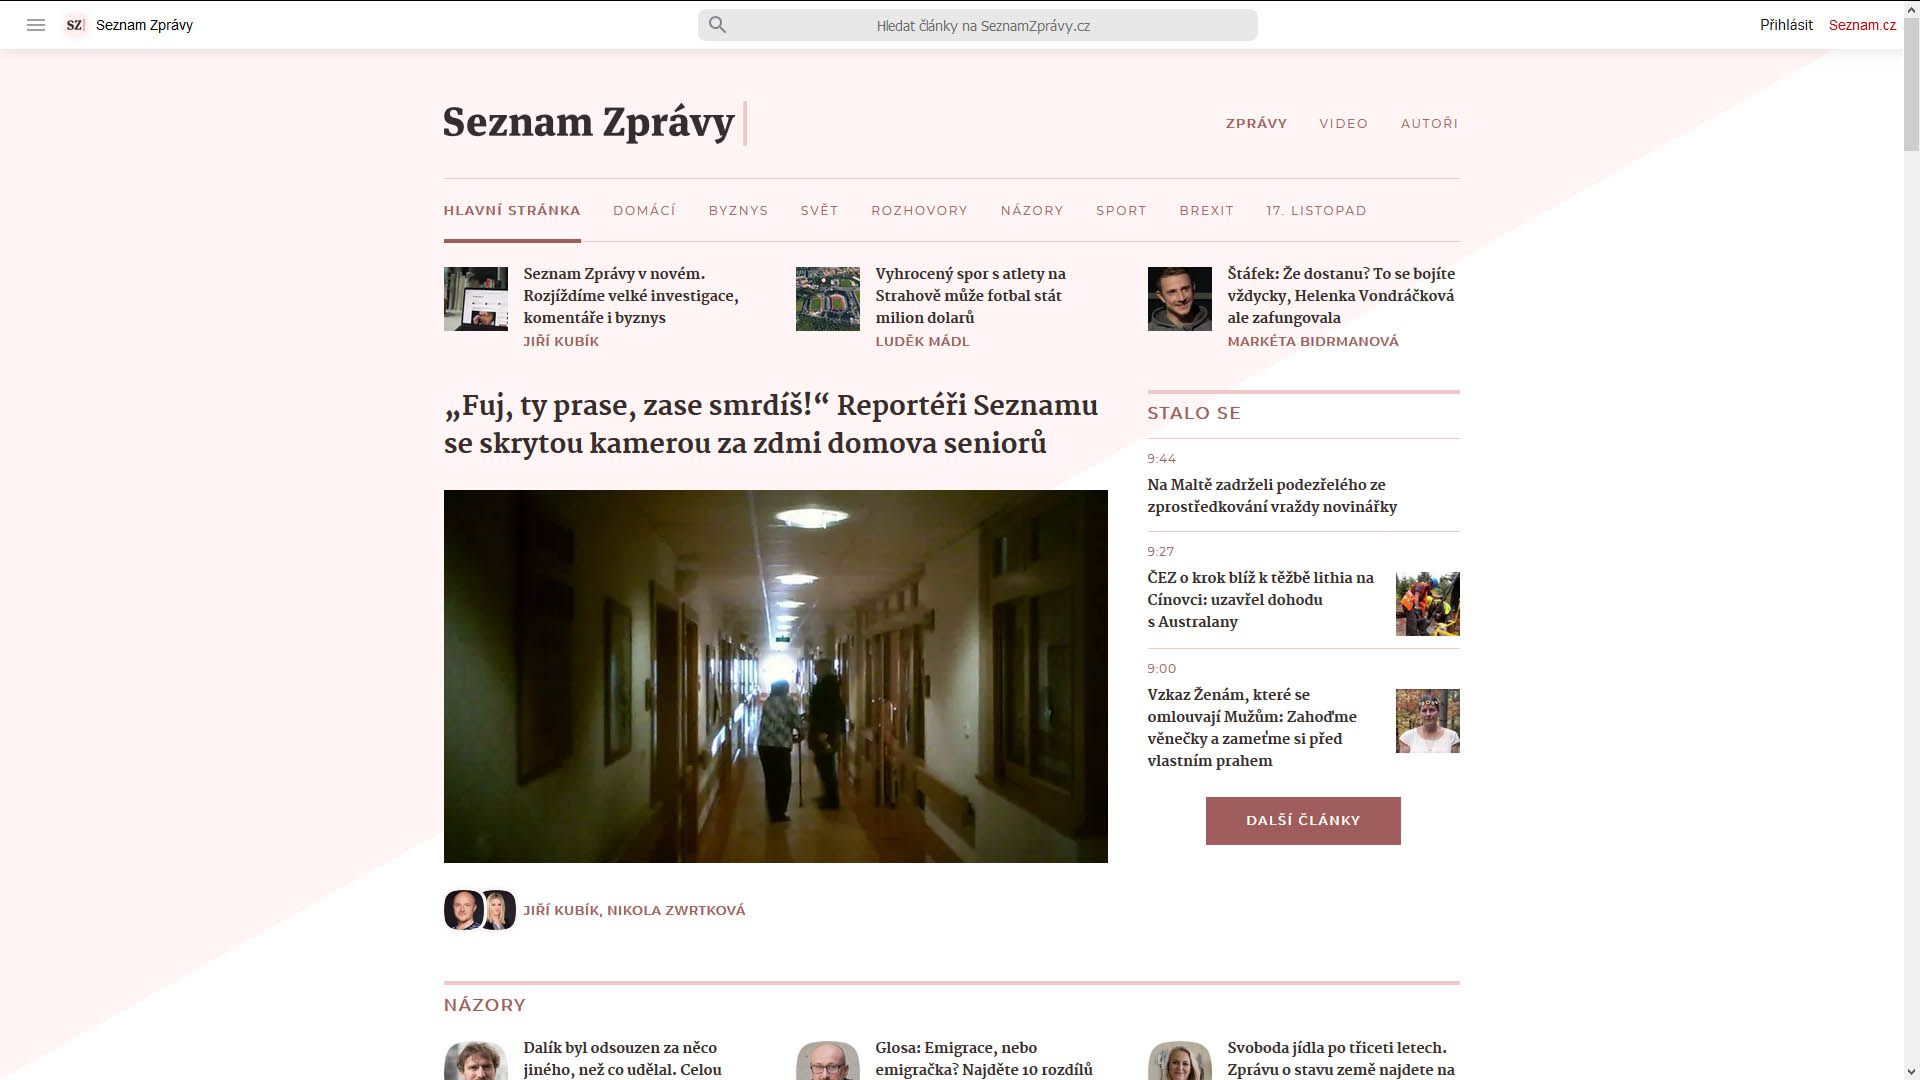 SZ Seznam Zprávy
Hledat články na SeznamZprávy.cz
Přihlásit Seznam.cz
Seznam Zprávy
ZPRÁVY VIDEO AUTOŘI
HLAVNÍ STRÁNKA DOMÁCÍ BYZNYS SVĚT ROZHOVORY NÁZORY SPORT BREXIT 17. LISTOPAD
Seznam Zprávy v novém.
Rozjíždíme velké investigace,
komentáře i byznys
JIŘÍ KUBÍK
Vyhrocený spor s atlety na
Strahově může fotbal stát
milion dolarů
LUDĚK MÁDL
Štáfek: Že dostanu? To se bojíte
vždycky, Helenka Vondráčková
ale zafungovala
MARKÉTA BIDRMANOVÁ
„Fuj, ty prase, zase smrdíš!“ Reportéři Seznamu
se skrytou kamerou za zdmi domova seniorů
JIŘÍ KUBÍK, NIKOLA ZWRTKOVÁ
STALO SE
9:44
Na Maltě zadrželi podezřelého ze
zprostředkování vraždy novinářky
9:27
ČEZ o krok blíž k těžbě lithia na
Cínovci: uzavřel dohodu
s Australany
9:00
Vzkaz Ženám, které se
omlouvají Mužům: Zahoďme
věnečky a zameťme si před
vlastním prahem
DALŠÍ ČLÁNKY
NÁZORY
Dalík byl odsouzen za něco
jiného, než co udělal. Celou
Glosa: Emigrace, nebo
emigračka? Najděte 10 rozdílů
Svoboda jídla po třiceti letech.
Zprávu o stavu země najdete na